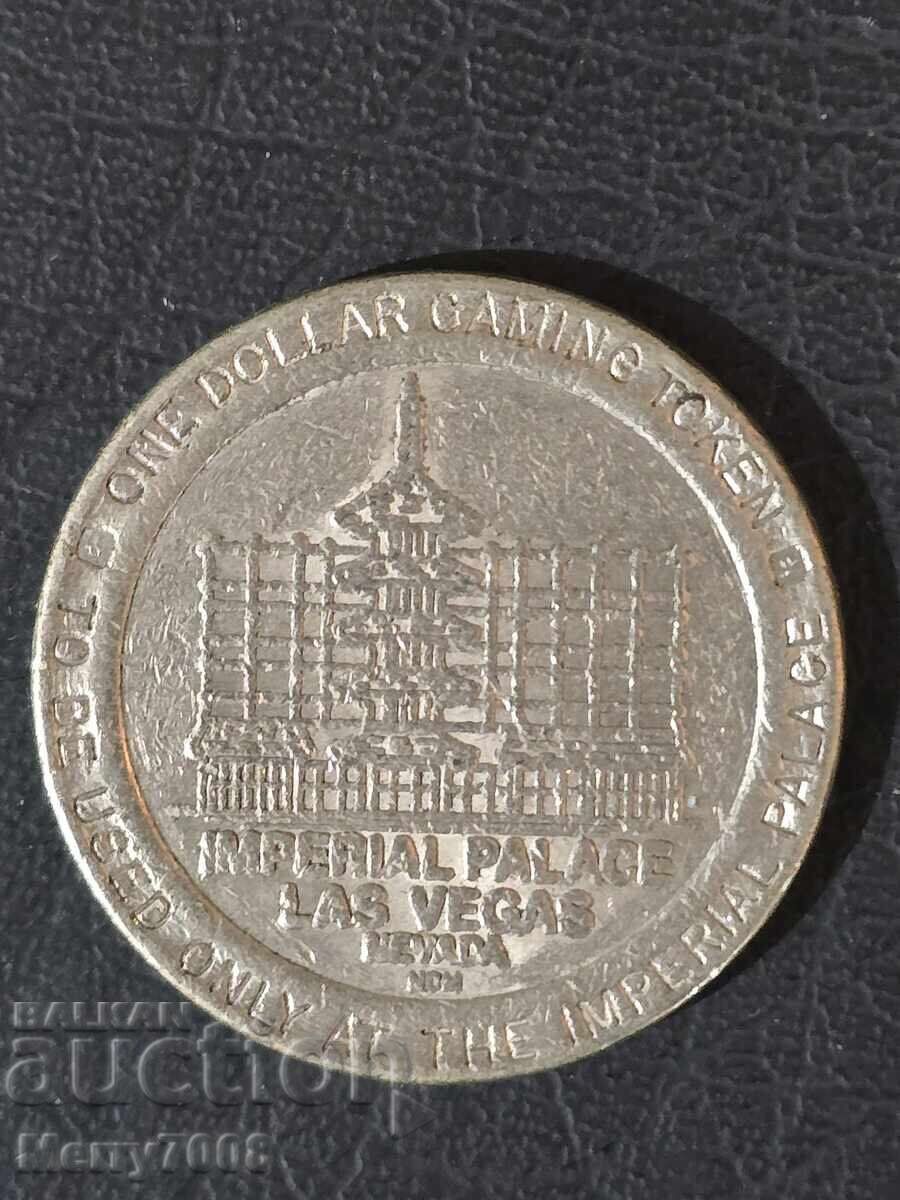 ONE DOLLAR GAMING TOKEN
TO BE USED ONLY AT THE IMPERIAL PALACE
IMPERIAL PALACE
LAS VEGAS
NEVADA
NCM
BALKAN
auction
Merry7008